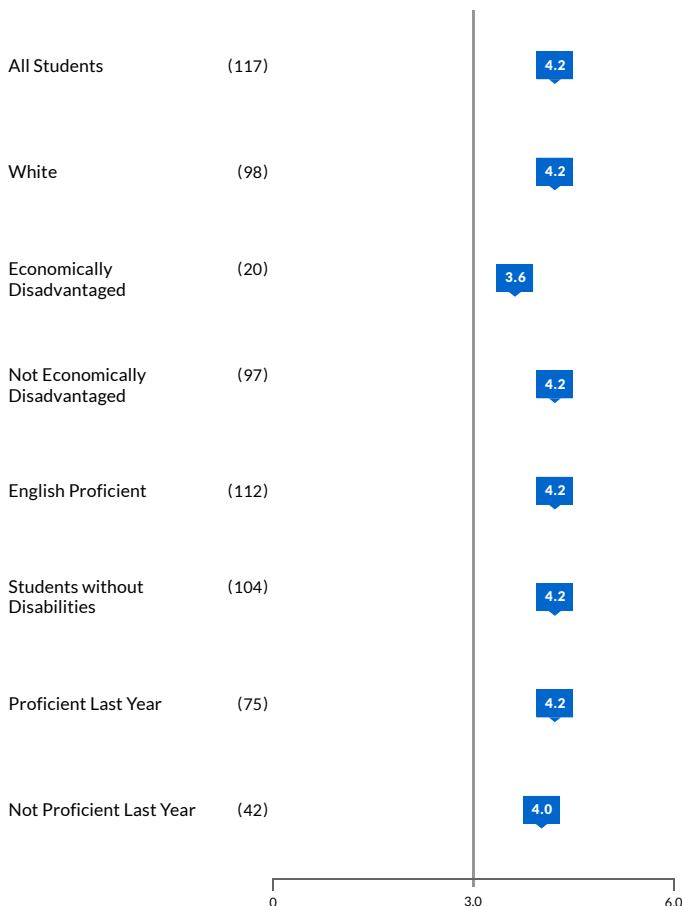 All Students (117) 4.2
White (98) 4.2
Economically (20) 3.6
Disadvantaged
Not Economically (97) 4.2
Disadvantaged
English Proficient (112) 4.2
Students without (104) 4.2
Disabilities
Proficient Last Year (75) 4.2
Not Proficient Last Year (42) 4.0
0 3.0 6.0